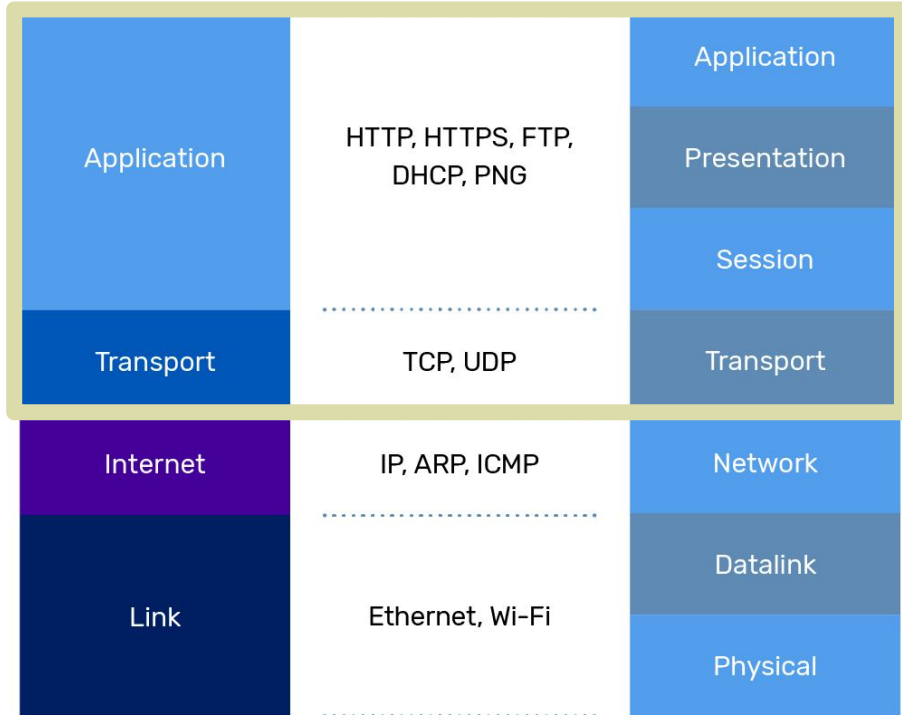 Application
HTTP, HTTPS, FTP,
DHCP, PNG
Application
Presentation
Session
Transport
TCP, UDP
Transport
Internet
IP, ARP, ICMP
Network
Link
Ethernet, Wi-Fi
Datalink
Physical